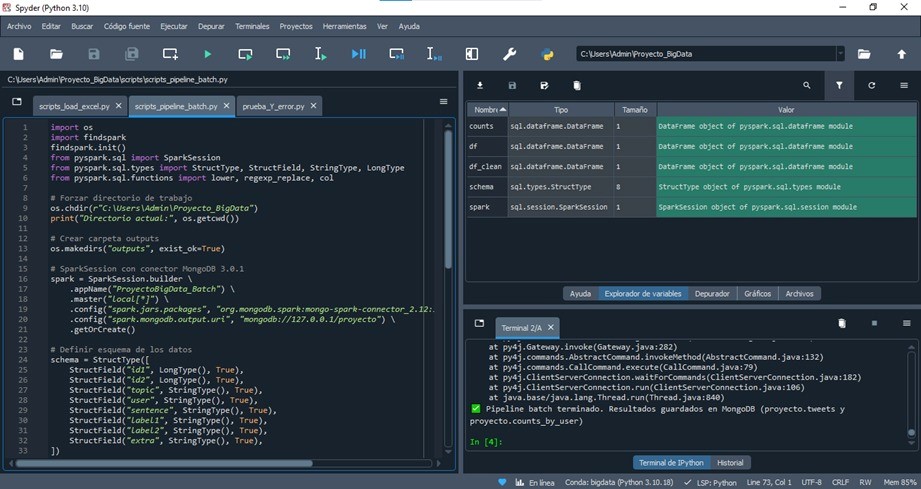 Spyder (Python 3.10)
Archivo Editar Buscar Código fuente Ejecutar Depurar Terminales Proyectos Herramientas Ver Ayuda
C:\Users\Admin\Proyecto_BigData
C:\Users\Admin\Proyecto_BigData\scripts\scripts_pipeline_batch.py
scripts_load_excel.py scripts_pipeline_batch.py prueba_Y_error.py
1 import os
2 import findspark
3 findspark.init()
4 from pyspark.sql import SparkSession
5 from pyspark.sql.types import StructType, StructField, StringType, LongType
6 from pyspark.sql.functions import lower, regexp_replace, col
7
8 # Forzar directorio de trabajo
9 os.chdir(r"C:\Users\Admin\Proyecto_BigData")
10 print("Directorio actual:", os.getcwd())
11
12 # Crear carpeta outputs
13 os.makedirs("outputs", exist_ok=True)
14
15 # SparkSession con conector MongoDB 3.0.1
16 spark = SparkSession.builder \
17 .appName("ProyectoBigData_Batch") \
18 .master("local[*]") \
19 .config("spark.jars.packages", "org.mongodb.spark:mongo-spark-connector_2.12:
20 .config("spark.mongodb.output.uri", "mongodb://127.0.0.1/proyecto") \
21 .getOrCreate()
22
23 # Definir esquema de los datos
24 schema = StructType([
25 StructField("id1", LongType(), True),
26 StructField("id2", LongType(), True),
27 StructField("topic", StringType(), True),
28 StructField("user", StringType(), True),
29 StructField("sentence", StringType(), True),
30 StructField("label1", StringType(), True),
31 StructField("label2", StringType(), True),
32 StructField("extra", StringType(), True),
33 ])
Nombre Tipo Tamaño Valor
counts sql.dataframe.DataFrame 1 DataFrame object of pyspark.sql.dataframe module
df sql.dataframe.DataFrame 1 DataFrame object of pyspark.sql.dataframe module
df_clean sql.dataframe.DataFrame 1 DataFrame object of pyspark.sql.dataframe module
schema sql.types.StructType 8 StructType object of pyspark.sql.types module
spark sql.session.SparkSession 1 SparkSession object of pyspark.sql.session module
Ayuda Explorador de variables Depurador Gráficos Archivos
Terminal 2/A
at py4j.Gateway.invoke(Gateway.java:282)
at py4j.commands.AbstractCommand.invokeMethod(AbstractCommand.java:132)
at py4j.commands.CallCommand.execute(CallCommand.java:79)
at py4j.ClientServerConnection.waitForCommands(ClientServerConnection.java:182)
at py4j.ClientServerConnection.run(ClientServerConnection.java:106)
at java.base/java.lang.Thread.run(Thread.java:840)
✅ Pipeline batch terminado. Resultados guardados en MongoDB (proyecto.tweets y
proyecto.counts_by_user)
In [4]:
Terminal de IPython Historial
En línea Conda: bigdata (Python 3.10.18) LSP: Python Line 73, Col 1 UTF-8 CRLF RW Mem 85%